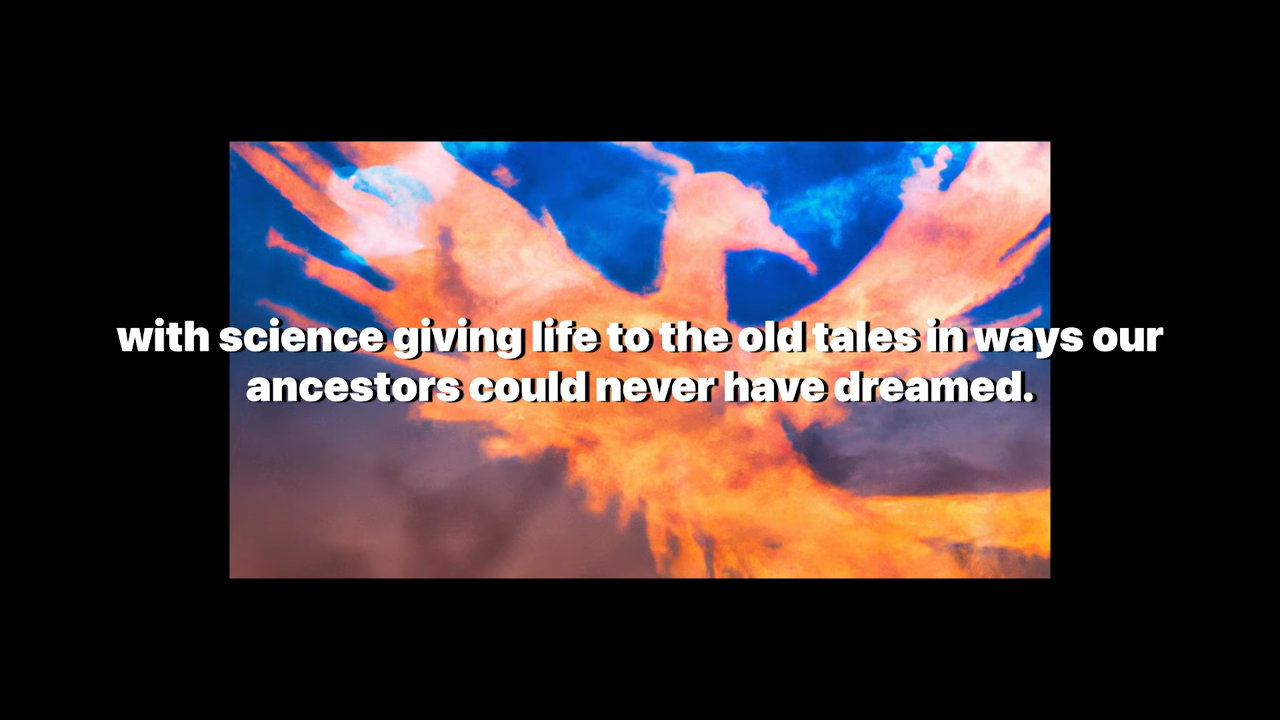 with science giving life to the old tales in ways our
ancestors could never have dreamed.